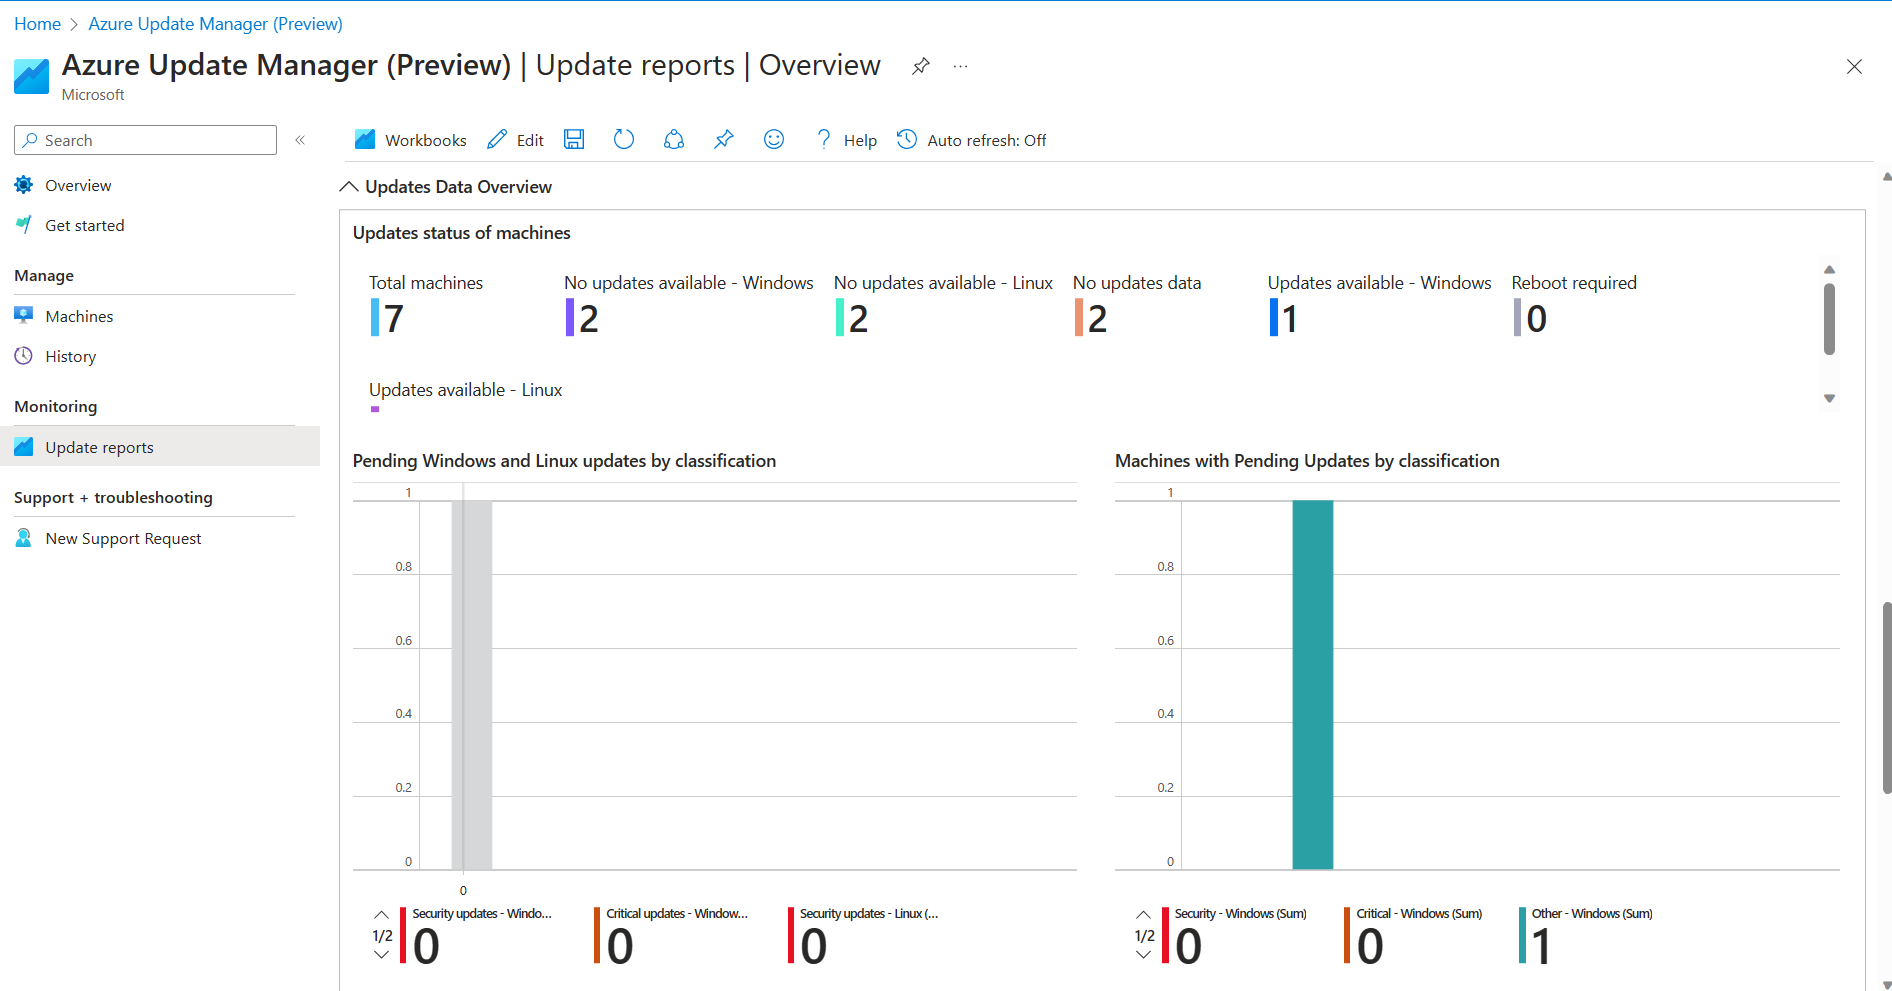 Home > Azure Update Manager (Preview)
Azure Update Manager (Preview) | Update reports | Overview
Microsoft
Search
Overview
Get started
Manage
Machines
History
Monitoring
Update reports
Support + troubleshooting
New Support Request
Workbooks Edit Help Auto refresh: Off
Updates Data Overview
Updates status of machines
Total machines
7
No updates available - Windows
2
No updates available - Linux
2
No updates data
2
Updates available - Windows
1
Reboot required
0
Updates available - Linux
Pending Windows and Linux updates by classification
1
0.8
0.6
0.4
0.2
0
0
1/2
Security updates - Windo...
0
Critical updates - Window...
0
Security updates - Linux (...
0
Machines with Pending Updates by classification
1
0.8
0.6
0.4
0.2
0
1/2
Security - Windows (Sum)
0
Critical - Windows (Sum)
0
Other - Windows (Sum)
1